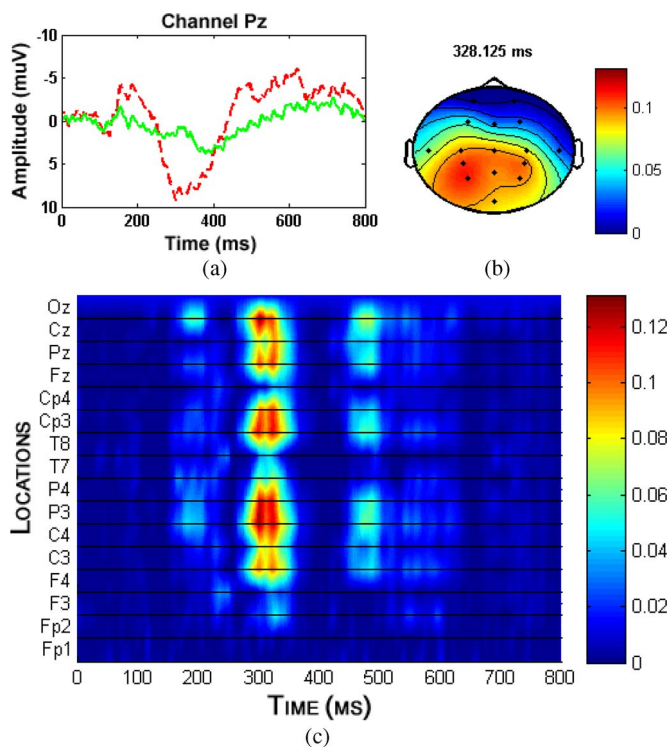 Channel Pz
Amplitude (muV)
-10
-5
0
5
10
0
200
400
600
800
Time (ms)
(a)
328.125 ms
0.1
0.05
0
(b)
LOCATIONS
Oz
Cz
Pz
Fz
Cp4
Cp3
T8
T7
P4
P3
C4
C3
F4
F3
Fp2
Fp1
0
100
200
300
400
500
600
700
800
TIME (MS)
0.12
0.1
0.08
0.06
0.04
0.02
0
(c)